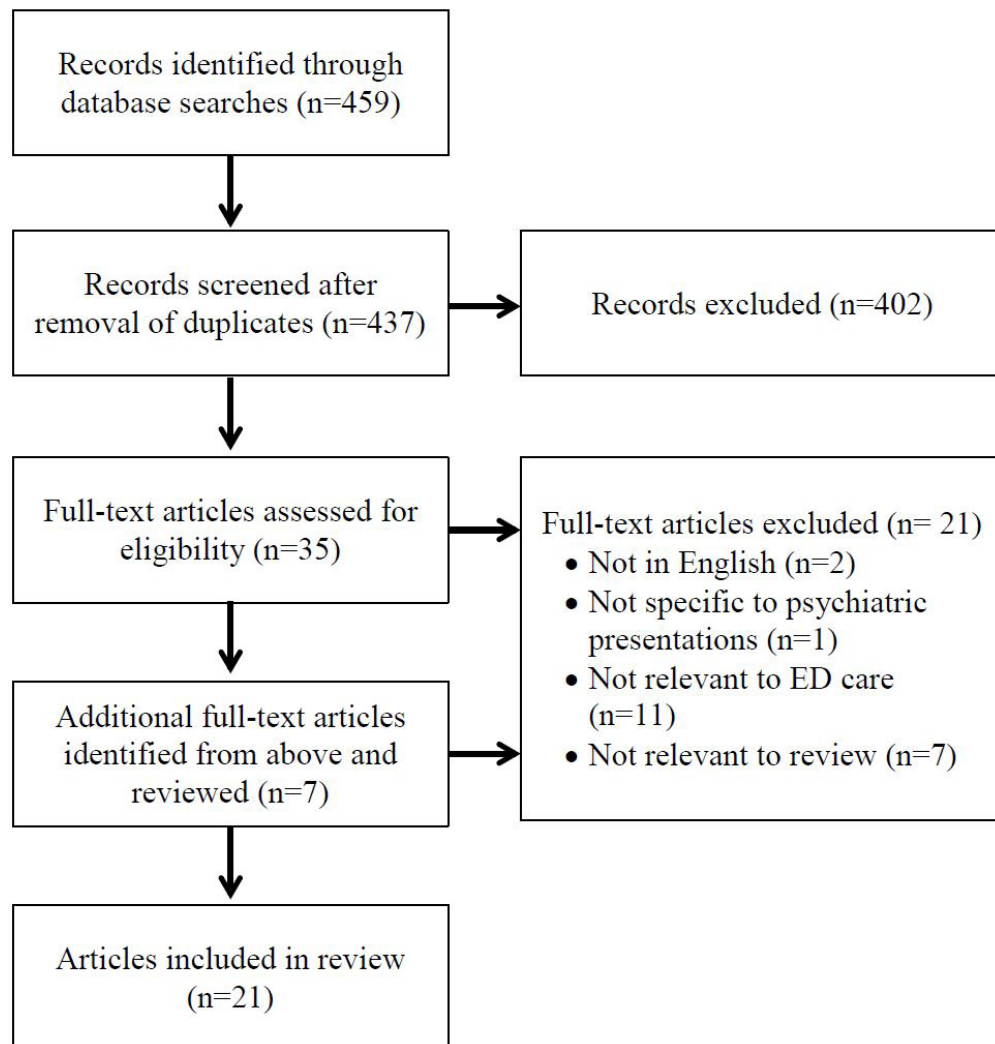 Records identified through
database searches (n=459)
Records screened after
removal of duplicates (n=437)
Records excluded (n=402)
Full-text articles assessed for
eligibility (n=35)
Full-text articles excluded (n= 21)
• Not in English (n=2)
• Not specific to psychiatric
presentations (n=1)
• Not relevant to ED care
(n=11)
• Not relevant to review (n=7)
Additional full-text articles
identified from above and
reviewed (n=7)
Articles included in review
(n=21)